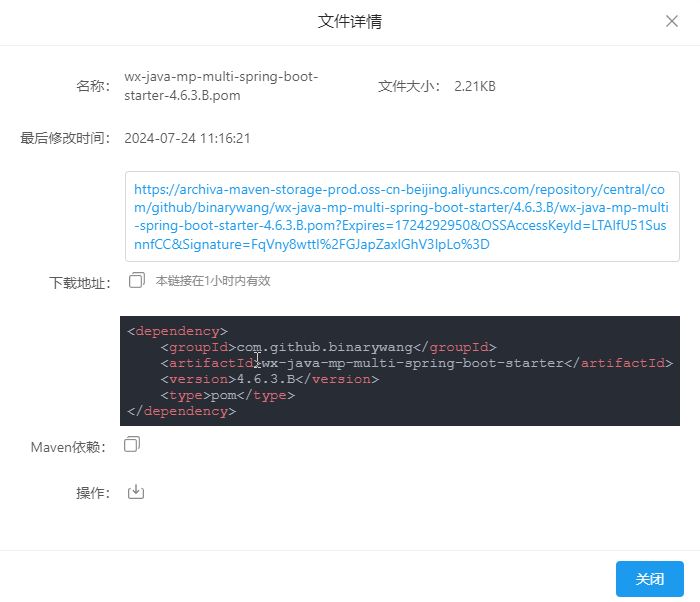 文件详情
名称：
wx-java-mp-multi-spring-boot-
starter-4.6.3.B.pom
文件大小：
2.21KB
最后修改时间：
2024-07-24 11:16:21
https://archiva-maven-storage-prod.oss-cn-beijing.aliyuncs.com/repository/central/co
m/github/binarywang/wx-java-mp-multi-spring-boot-starter/4.6.3.B/wx-java-mp-multi
-spring-boot-starter-4.6.3.B.pom?Expires=1724292950&OSSAccessKeyId=LTAIfU51Sus
nnfCC&Signature=FqVny8wttI%2FGJapZaxIGhV3IpLo%3D
下载地址：
本链接在1小时内有效
<dependency>
    <groupId>com.github.binarywang</groupId>
    <artifactId>wx-java-mp-multi-spring-boot-starter</artifactId>
    <version>4.6.3.B</version>
    <type>pom</type>
</dependency>
Maven依赖：
操作：
关闭